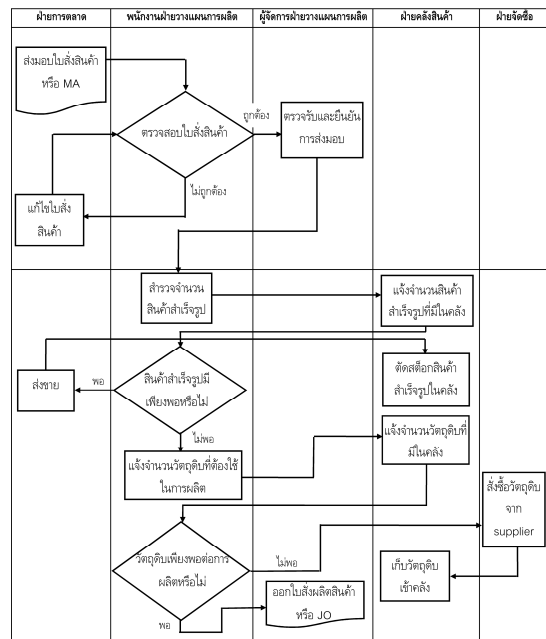 ฝ่ายการตลาด
พนักงานฝ่ายวางแผนการผลิต
ผู้จัดการฝ่ายวางแผนการผลิต
ฝ่ายคลังสินค้า
ฝ่ายจัดซื้อ
ส่งมอบใบสั่งสินค้า
หรือ MA
ตรวจสอบใบสั่งสินค้า
ถูกต้อง
ตรวจรับและยืนยัน
การส่งมอบ
ไม่ถูกต้อง
แก้ไขใบสั่ง
สินค้า
สำรวจจำนวน
สินค้าสำเร็จรูป
แจ้งจำนวนสินค้า
สำเร็จรูปที่มีในคลัง
ส่งขาย
พอ
สินค้าสำเร็จรูปมี
เพียงพอหรือไม่
ตัดสต็อกสินค้า
สำเร็จรูปในคลัง
ไม่พอ
แจ้งจำนวนวัตถุดิบที่ต้องใช้
ในการผลิต
แจ้งจำนวนวัตถุดิบที่
มีในคลัง
สั่งซื้อวัตถุดิบ
จาก
supplier
วัตถุดิบเพียงพอต่อการ
ผลิตหรือไม่
ไม่พอ
เก็บวัตถุดิบ
เข้าคลัง
พอ
ออกใบสั่งผลิตสินค้า
หรือ JO